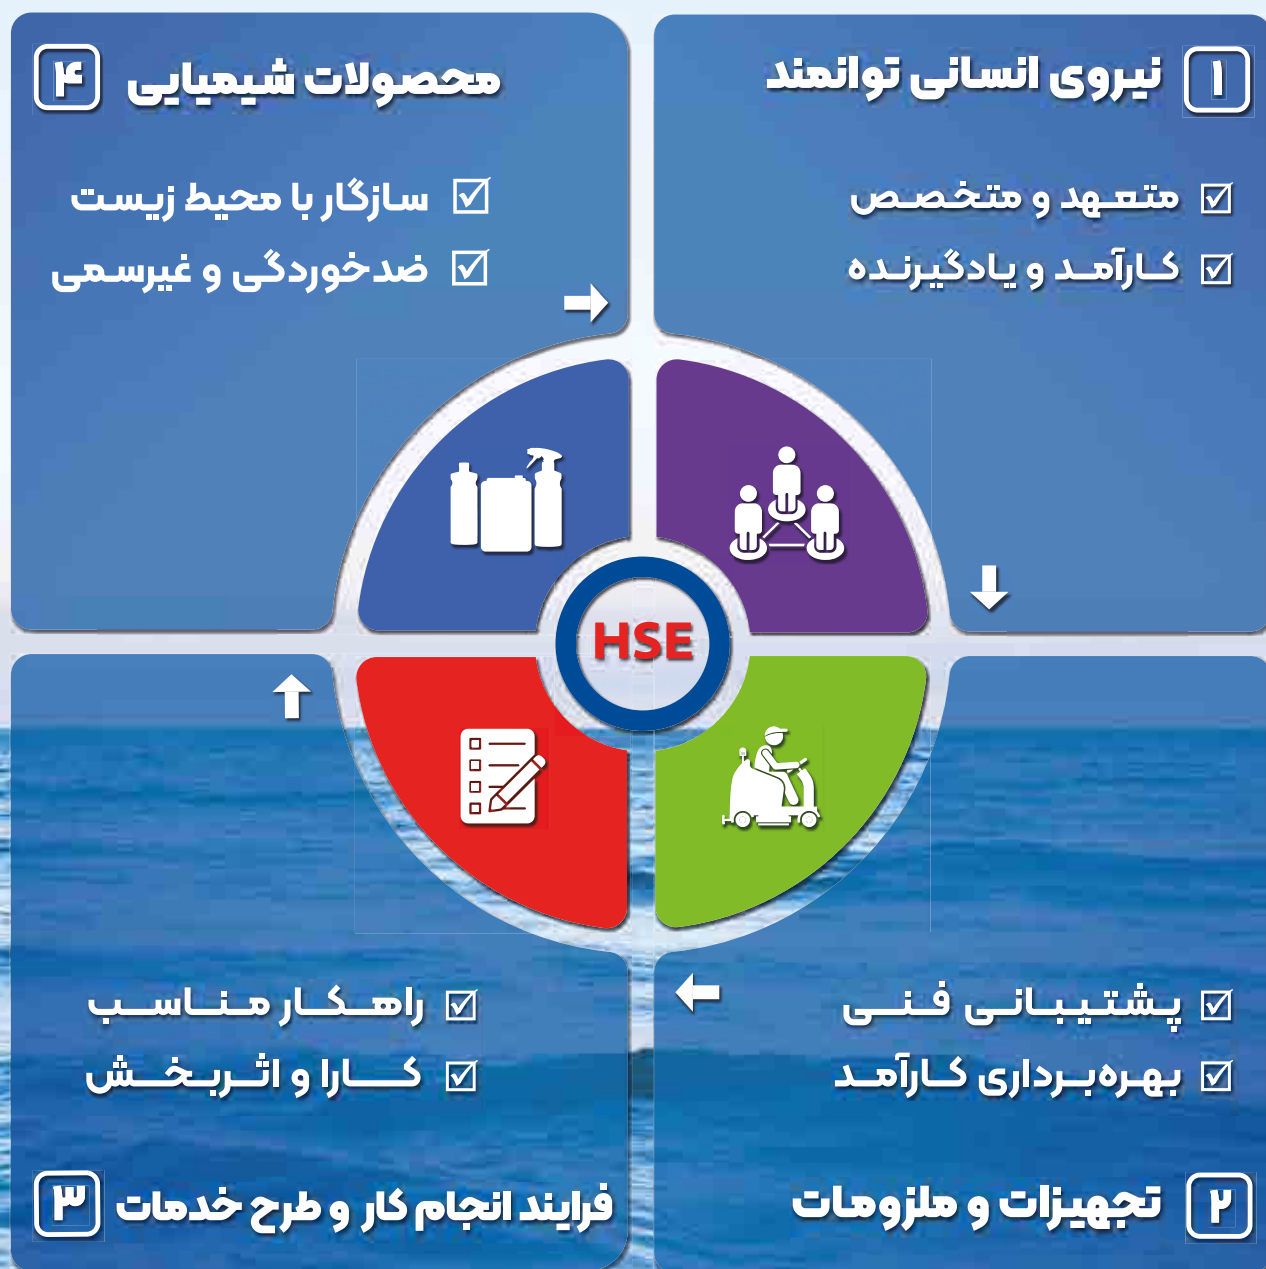 ۱ نیروی انسانی توانمند
متعهد و متخصص
کارآمد و یادگیرنده
۴ محصولات شیمیایی
سازگار با محیط زیست
ضدخوردگی و غیرسمی
HSE
پشتیبانی فنی
بهره‌برداری کارآمد
۲ تجهیزات و ملزومات
راهکار مناسب
کارا و اثربخش
فرایند انجام کار و طرح خدمات ۳